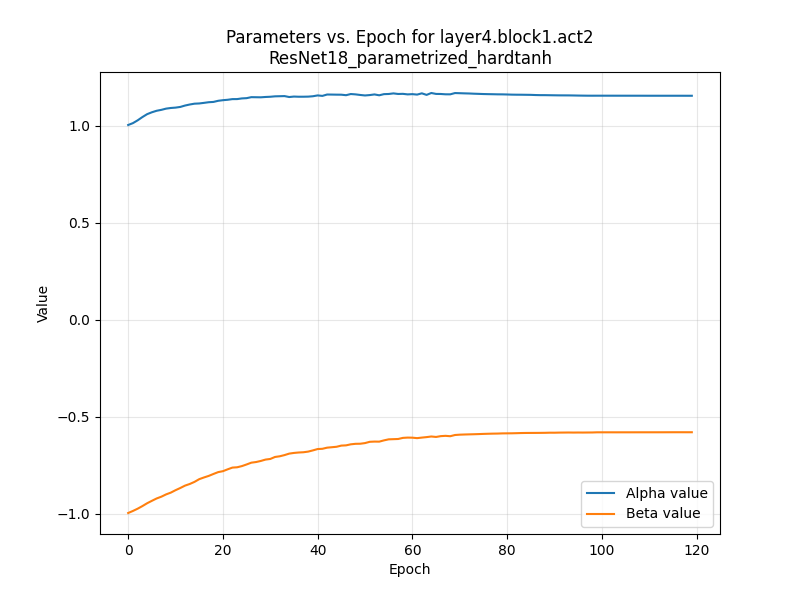 Parameters vs. Epoch for layer4.block1.act2
ResNet18_parametrized_hardtanh
1.0
0.5
0.0
−0.5
−1.0
Value
Alpha value
Beta value
0 20 40 60 80 100 120
Epoch